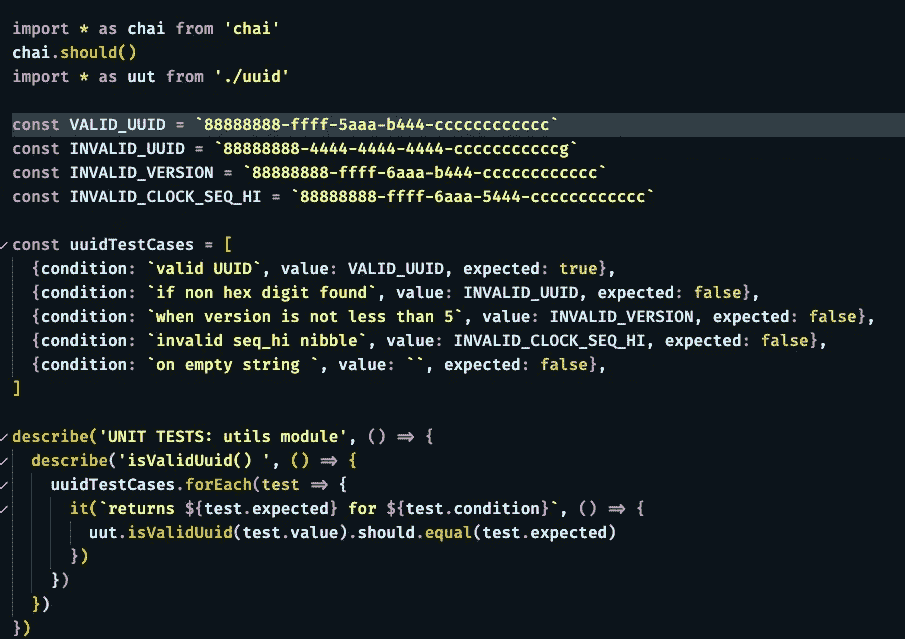 import * as chai from 'chai'
chai.should()
import * as uut from './uuid'
const VALID_UUID = `88888888-ffff-5aaa-b444-cccccccccccc`
const INVALID_UUID = `88888888-4444-4444-4444-cccccccccccg`
const INVALID_VERSION = `88888888-ffff-6aaa-b444-cccccccccccc`
const INVALID_CLOCK_SEQ_HI = `88888888-ffff-6aaa-5444-cccccccccccc`
const uuidTestCases = [
{condition: `valid UUID`, value: VALID_UUID, expected: true},
{condition: `if non hex digit found`, value: INVALID_UUID, expected: false},
{condition: `when version is not less than 5`, value: INVALID_VERSION, expected: false},
{condition: `invalid seq_hi nibble`, value: INVALID_CLOCK_SEQ_HI, expected: false},
{condition: `on empty string `, value: ``, expected: false},
]
describe('UNIT TESTS: utils module', () => {
describe('isValidUuid() ', () => {
uuidTestCases.forEach(test => {
it(`returns ${test.expected} for ${test.condition}`, () => {
uut.isValidUuid(test.value).should.equal(test.expected)
})
})
})
})